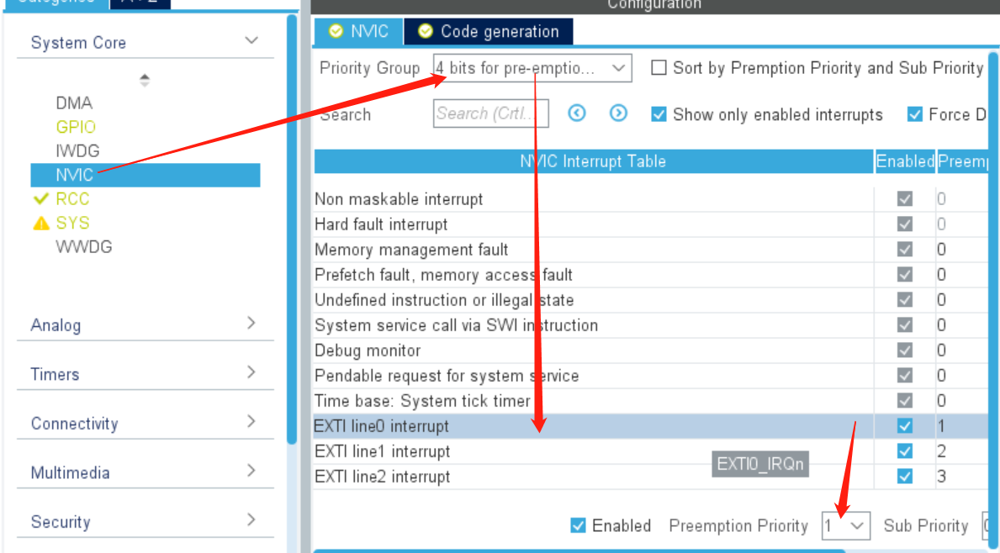 Categories A->Z
Configuration
System Core
DMA
GPIO
IWDG
NVIC
RCC
SYS
WWDG
Analog
Timers
Connectivity
Multimedia
Security
NVIC Code generation
Priority Group 4 bits for pre-emptio... Sort by Premption Priority and Sub Priority
Search Search (Crtl... Show only enabled interrupts Force D
NVIC Interrupt Table Enabled Preemp
Non maskable interrupt 0
Hard fault interrupt 0
Memory management fault 0
Prefetch fault, memory access fault 0
Undefined instruction or illegal state 0
System service call via SWI instruction 0
Debug monitor 0
Pendable request for system service 0
Time base: System tick timer 0
EXTI line0 interrupt 1
EXTI line1 interrupt 2
EXTI0_IRQn
EXTI line2 interrupt 3
Enabled Preemption Priority 1 Sub Priority